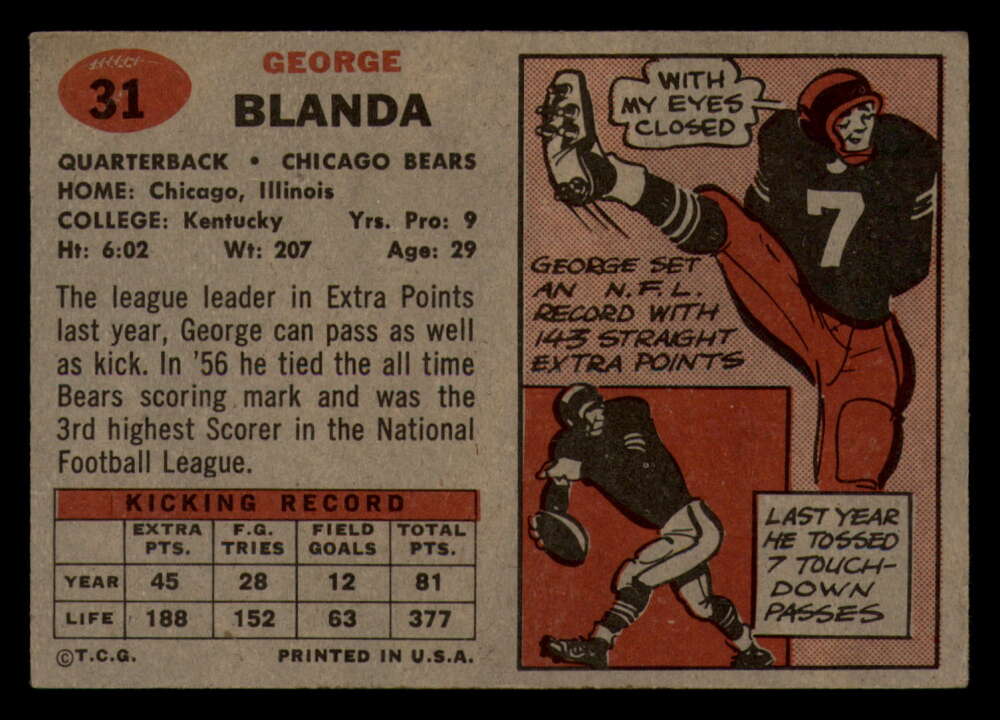 31
GEORGE
BLANDA
QUARTERBACK • CHICAGO BEARS
HOME: Chicago, Illinois
COLLEGE: Kentucky Yrs. Pro: 9
Ht: 6:02 Wt: 207 Age: 29
The league leader in Extra Points
last year, George can pass as well
as kick. In '56 he tied the all time
Bears scoring mark and was the
3rd highest Scorer in the National
Football League.
KICKING RECORD
EXTRA PTS. F.G. TRIES FIELD GOALS TOTAL PTS.
YEAR 45 28 12 81
LIFE 188 152 63 377
©T.C.G. PRINTED IN U.S.A.
WITH
MY EYES
CLOSED
7
GEORGE SET
AN N.F.L.
RECORD WITH
143 STRAIGHT
EXTRA POINTS
LAST YEAR
HE TOSSED
7 TOUCH-
DOWN
PASSES